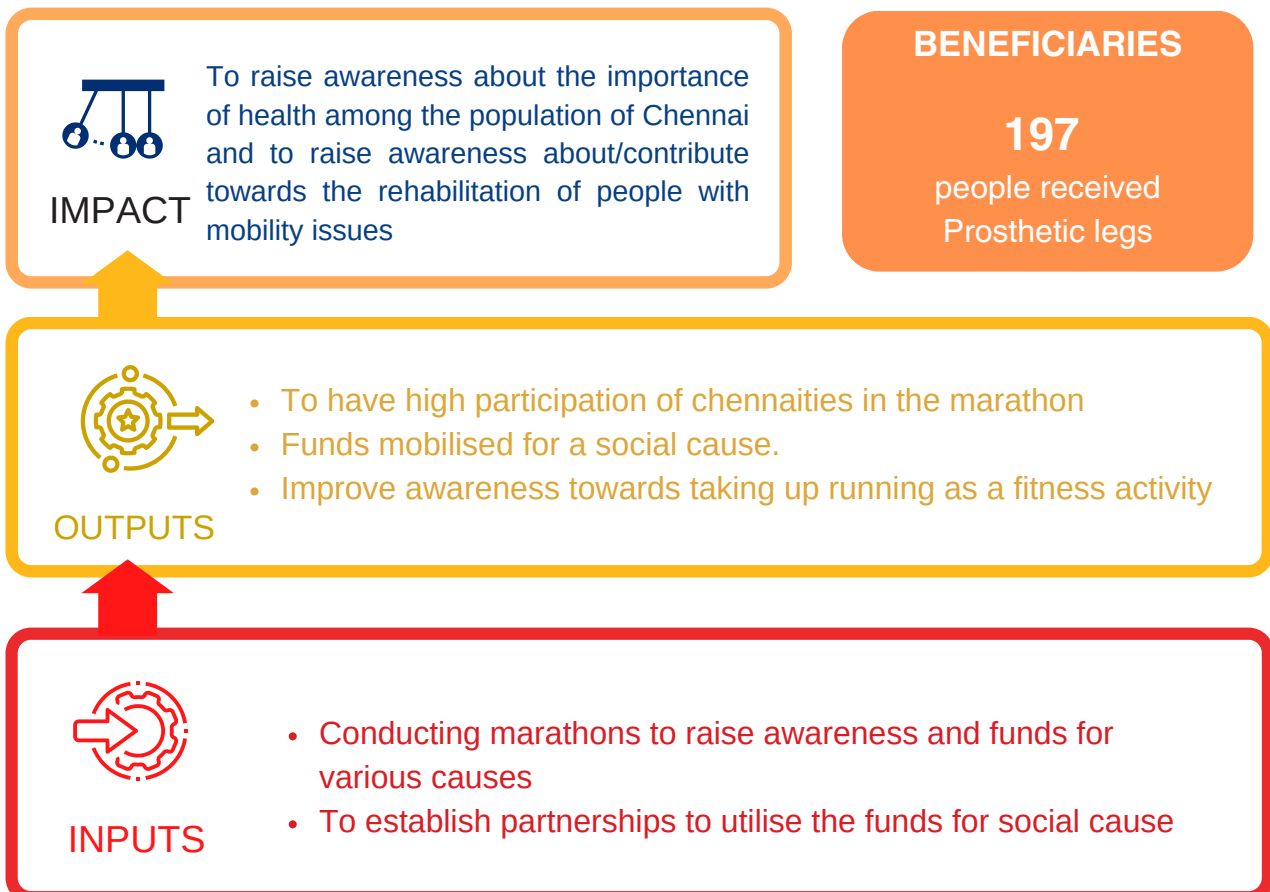 To raise awareness about the importance
of health among the population of Chennai
and to raise awareness about/contribute
towards the rehabilitation of people with
mobility issues
IMPACT
BENEFICIARIES
197
people received
Prosthetic legs
• To have high participation of chennaities in the marathon
• Funds mobilised for a social cause.
• Improve awareness towards taking up running as a fitness activity
OUTPUTS
• Conducting marathons to raise awareness and funds for
various causes
• To establish partnerships to utilise the funds for social cause
INPUTS